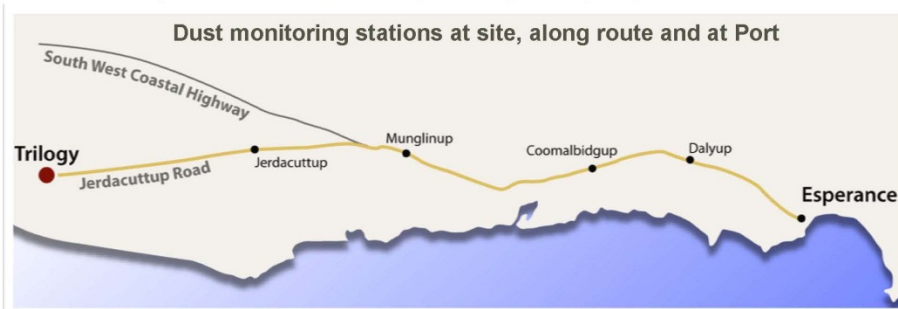 Dust monitoring stations at site, along route and at Port
South West Coastal Highway
Trilogy
Jerdacuttup Road
Jerdacuttup
Munglinup
Coomalbidgup
Dalyup
Esperance